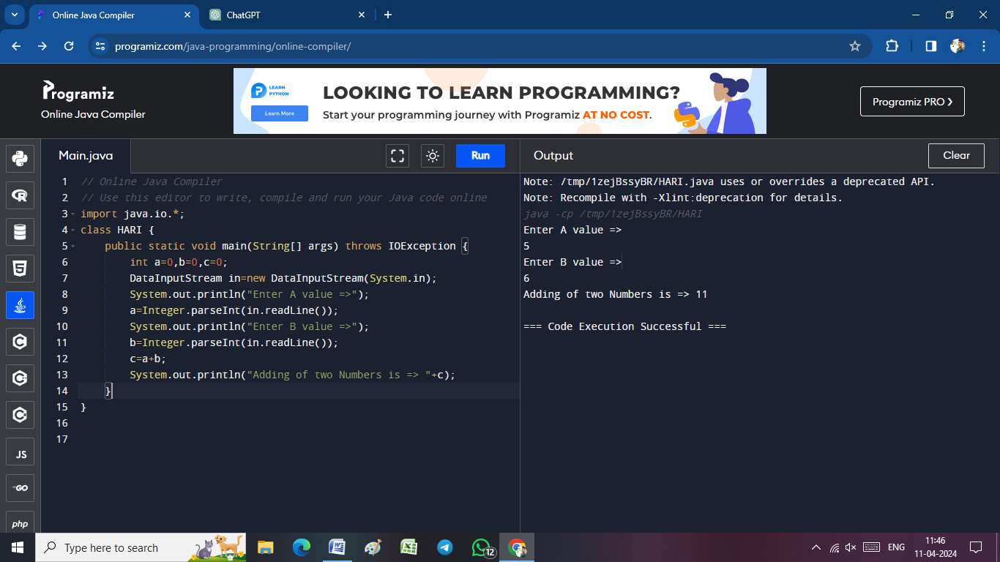 Online Java Compiler
ChatGPT
programiz.com/java-programming/online-compiler/
Programiz
Online Java Compiler
LEARN
PYTHON
Learn More
LOOKING TO LEARN PROGRAMMING?
Start your programming journey with Programiz AT NO COST.
Programiz PRO ❯
Main.java
Run
Output
Clear
1 // Online Java Compiler
2 // Use this editor to write, compile and run your Java code online
3 import java.io.*;
4 class HARI {
5 public static void main(String[] args) throws IOException {
6 int a=0,b=0,c=0;
7 DataInputStream in=new DataInputStream(System.in);
8 System.out.println("Enter A value =>");
9 a=Integer.parseInt(in.readLine());
10 System.out.println("Enter B value =>");
11 b=Integer.parseInt(in.readLine());
12 c=a+b;
13 System.out.println("Adding of two Numbers is => "+c);
14 }
15 }
16
17
Note: /tmp/1zejBssyBR/HARI.java uses or overrides a deprecated API.
Note: Recompile with -Xlint:deprecation for details.
java -cp /tmp/1zejBssyBR/HARI
Enter A value =>
5
Enter B value =>
6
Adding of two Numbers is => 11
=== Code Execution Successful ===
JS
GO
php
Type here to search
12
ENG
11:46
11-04-2024